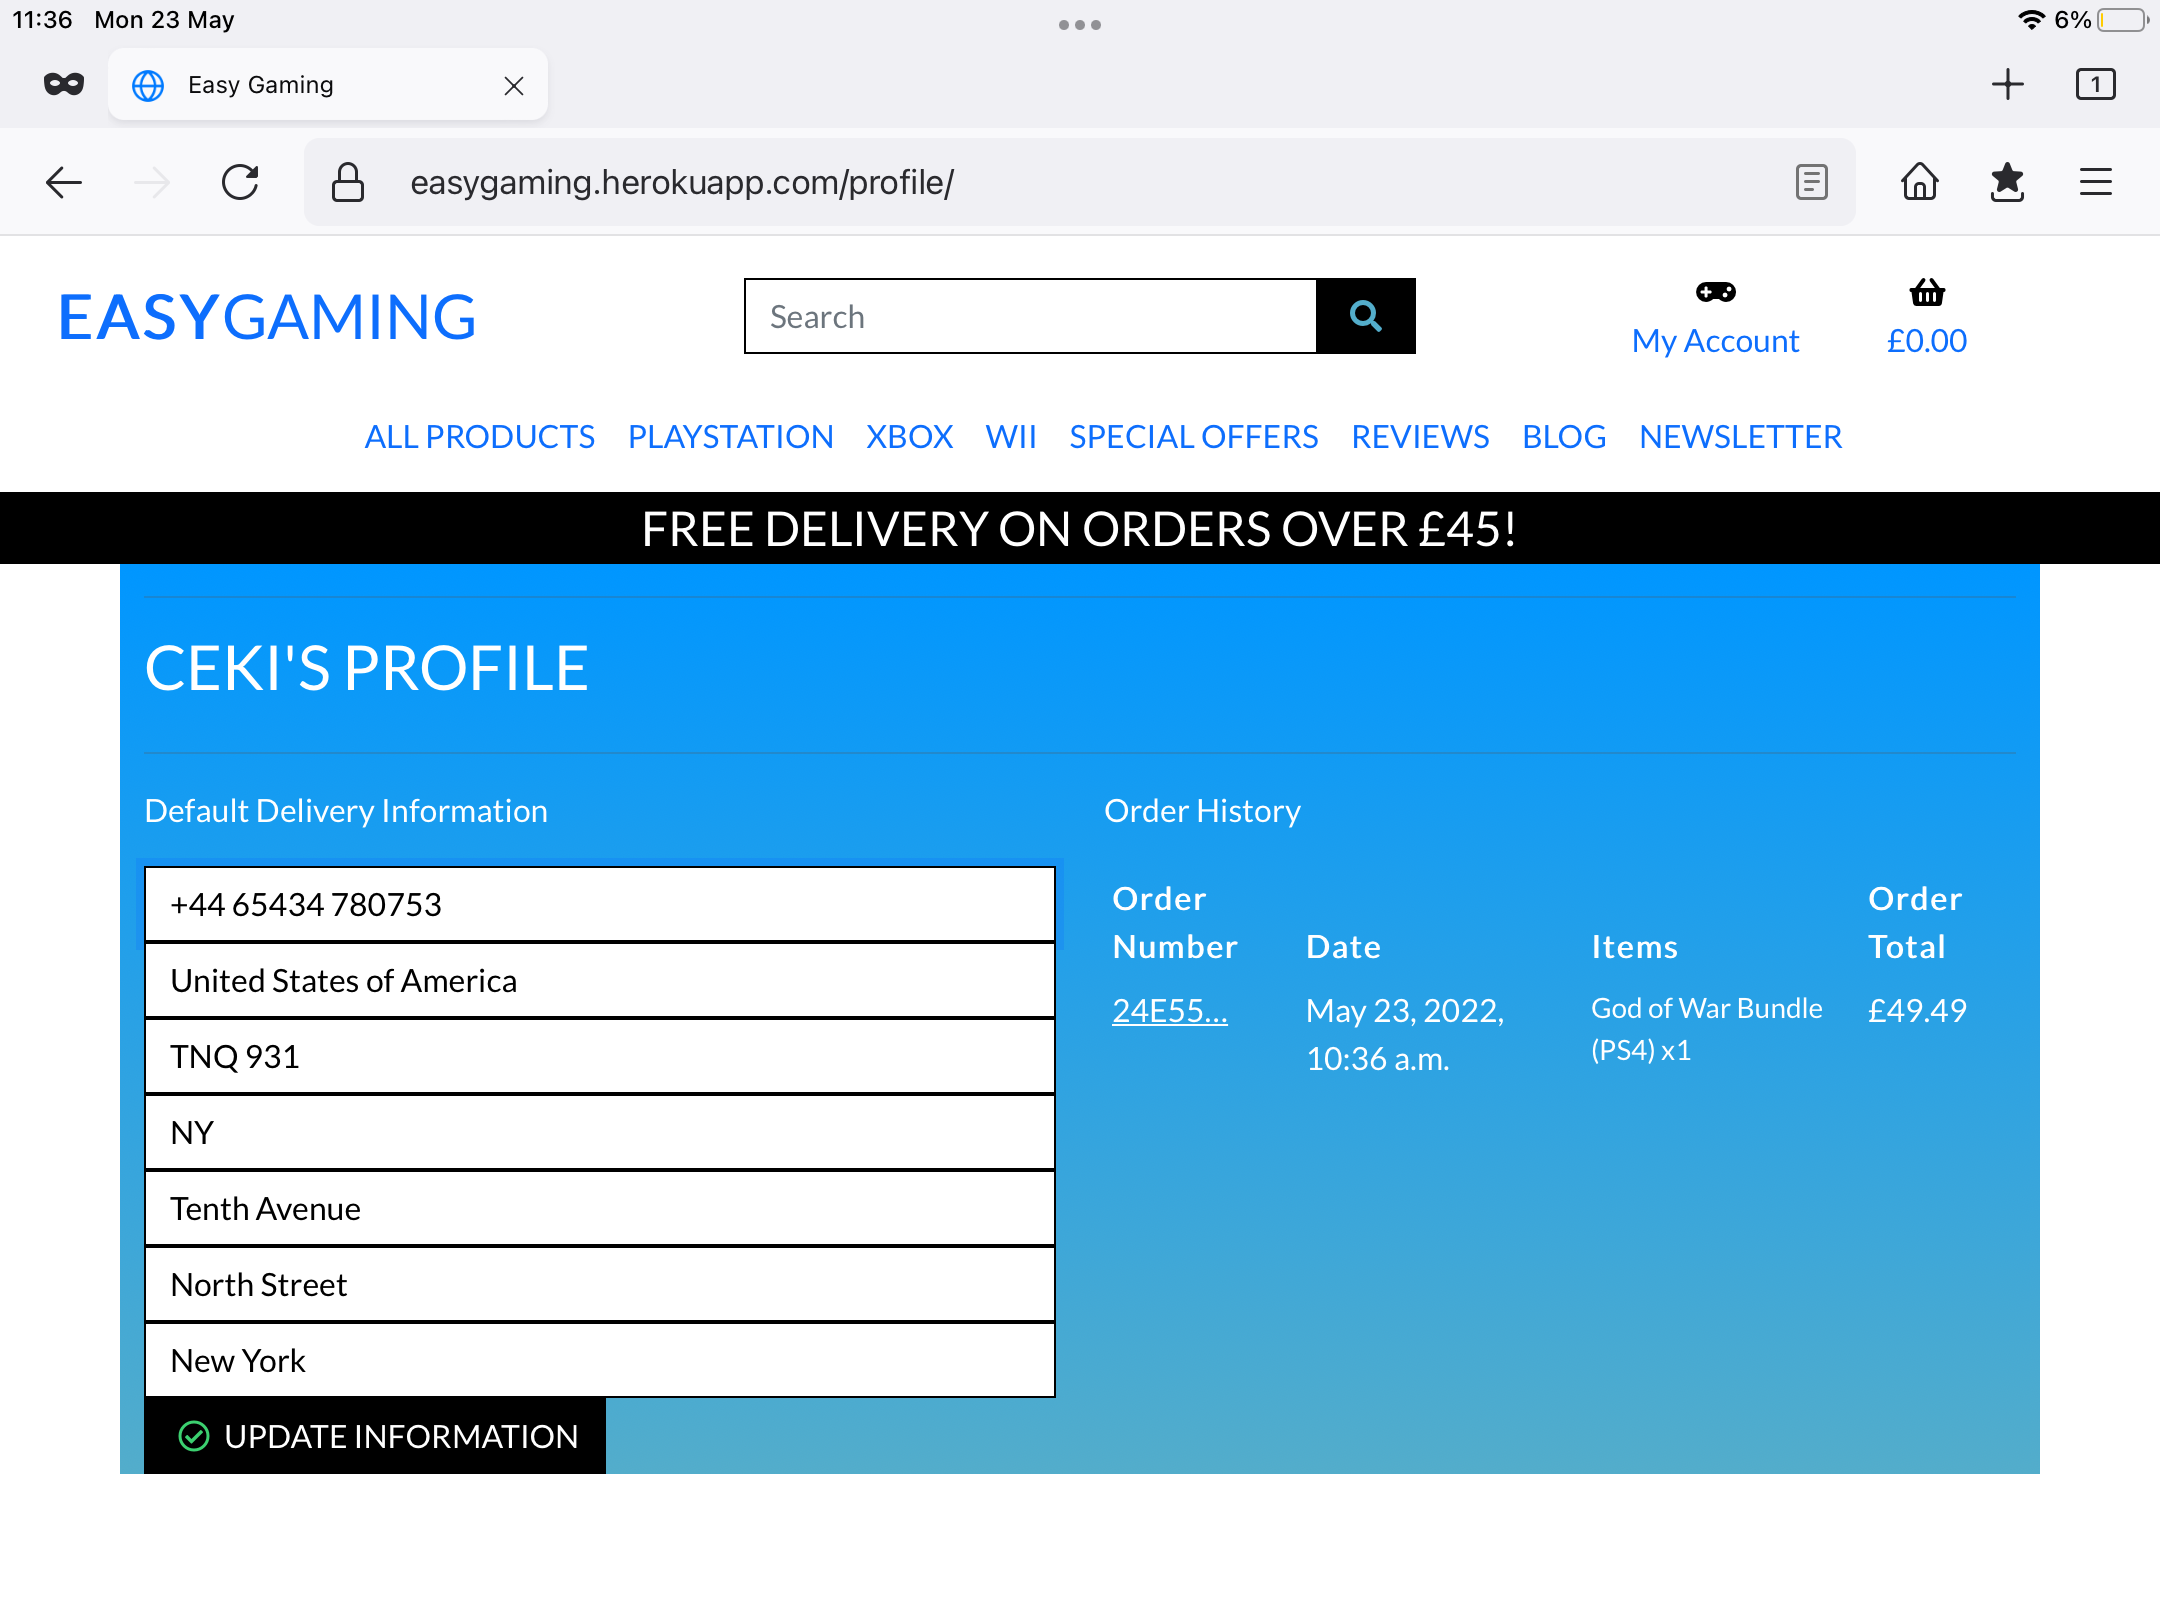 11:36 Mon 23 May
6%
Easy Gaming
1
easygaming.herokuapp.com/profile/
EASYGAMING
Search
My Account
£0.00
ALL PRODUCTS PLAYSTATION XBOX WII SPECIAL OFFERS REVIEWS BLOG NEWSLETTER
FREE DELIVERY ON ORDERS OVER £45!
CEKI'S PROFILE
Default Delivery Information
+44 65434 780753
United States of America
TNQ 931
NY
Tenth Avenue
North Street
New York
UPDATE INFORMATION
Order History
Order Number Date Items Order Total
24E55... May 23, 2022, God of War Bundle £49.49
10:36 a.m. (PS4) x1